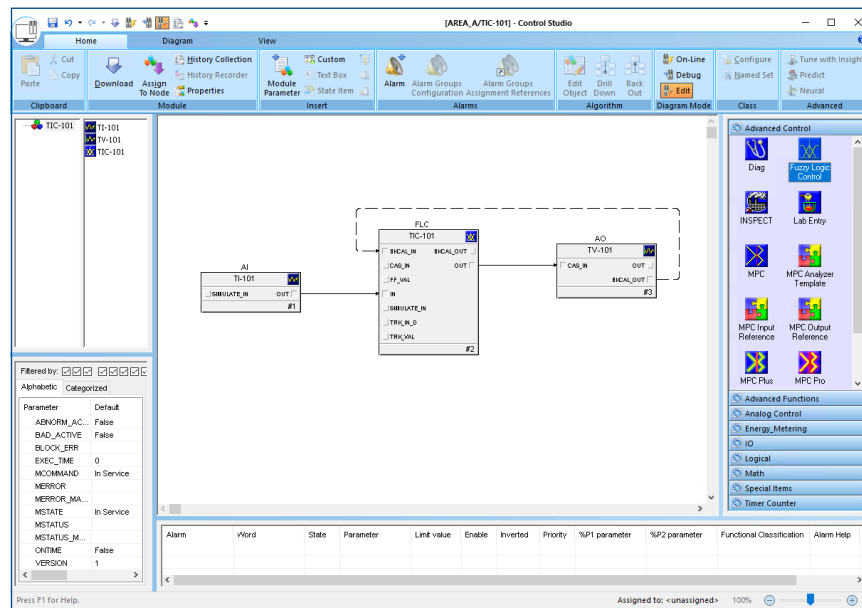 [AREA_A/TIC-101] - Control Studio
Home Diagram View
Paste
Cut
Copy
Clipboard
Download
Assign To Node
History Collection
History Recorder
Properties
Module
Module Parameter
Custom
Text Box
State Item
Insert
Alarm
Alarm Groups Configuration
Alarm Groups Assignment References
Alarms
Edit Object
Drill Down
Back Out
Algorithm
On-Line
Debug
Edit
Diagram Mode
Configure
Named Set
Class
Tune with Insight
Predict
Neural
Advanced
TIC-101
TI-101
TV-101
TIC-101
AI
TI-101
SIMULATE_IN OUT
#1
FLC
TIC-101
BKCAL_IN BKCAL_OUT
CAS_IN OUT
FF_VAL
IN
SIMULATE_IN
TRK_IN_D
TRK_VAL
#2
AO
TV-101
CAS_IN OUT
BKCAL_OUT
#3
Advanced Control
Diag
Fuzzy Logic Control
INSPECT
Lab Entry
MPC
MPC Analyzer Template
MPC Input Reference
MPC Output Reference
MPC Plus
MPC Pro
Advanced Functions
Analog Control
Energy_Metering
IO
Logical
Math
Special Items
Timer Counter
Filtered by:
Alphabetic Categorized
Parameter Default
ABNORM_AC... False
BAD_ACTIVE False
BLOCK_ERR
EXEC_TIME 0
MCOMMAND In Service
MERROR
MERROR_MA...
MSTATE In Service
MSTATUS
MSTATUS_M...
ONTIME False
VERSION 1
Alarm Word State Parameter Limit value Enable Inverted Priority %P1 parameter %P2 parameter Functional Classification Alarm Help
Press F1 for Help.
Assigned to: <unassigned> 100%